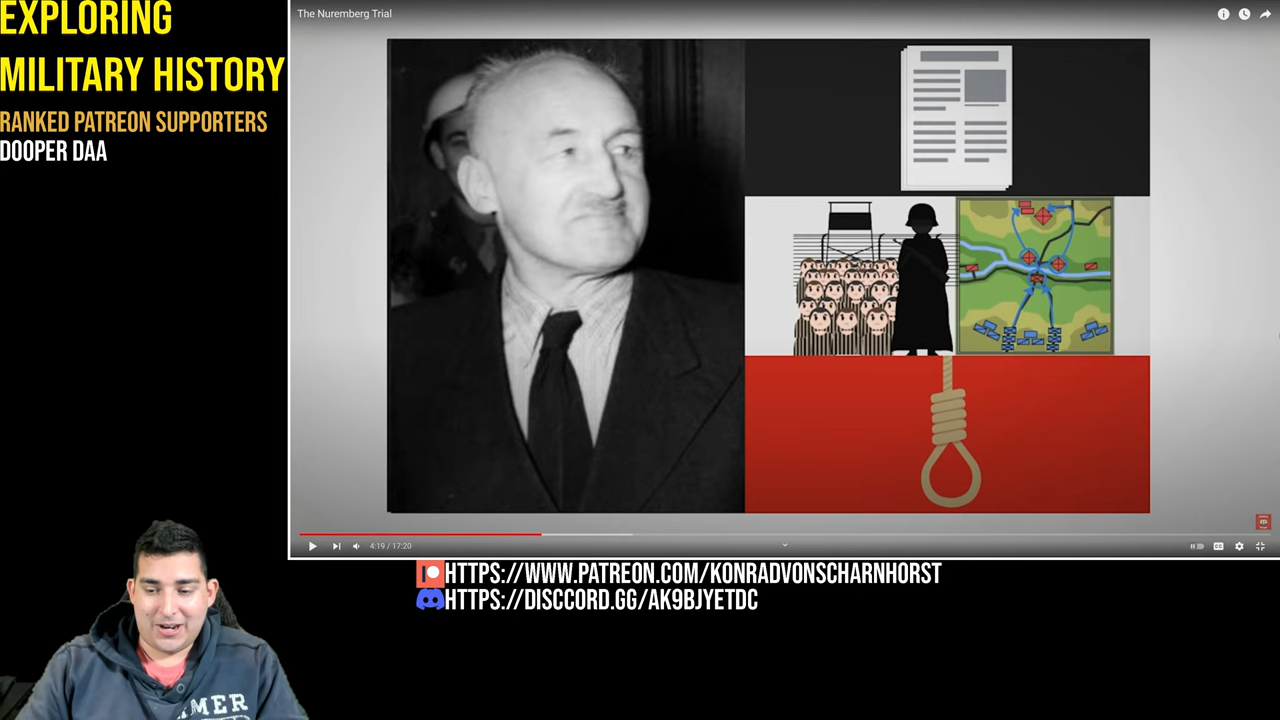 EXPLORING
MILITARY HISTORY
RANKED PATREON SUPPORTERS
DOOPER DAA
The Nuremberg Trial
4:19 / 17:20
HTTPS://WWW.PATREON.COM/KONRADVONSCHARNHORST
HTTPS://DISCCORD.GG/AK9BJYETDC
MER